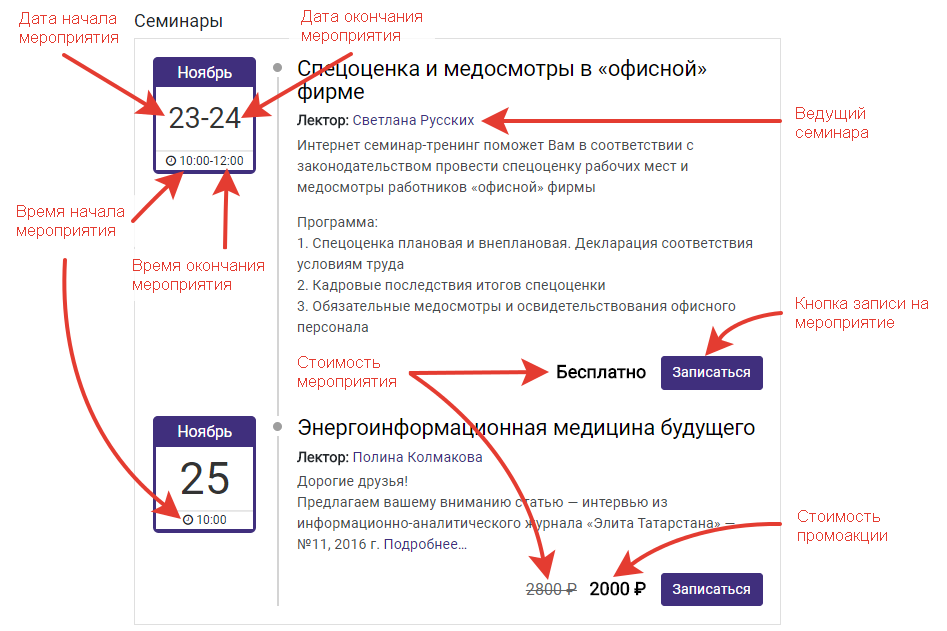 Дата начала
мероприятия
Семинары
Дата окончания
мероприятия
Ноябрь
23-24
10:00-12:00
Спецоценка и медосмотры в «офисной»
фирме
Лектор: Светлана Русских
Ведущий
семинара
Интернет семинар-тренинг поможет Вам в соответствии с
законодательством провести спецоценку рабочих мест и
медосмотры работников «офисной» фирмы
Время начала
мероприятия
Время окончания
мероприятия
Программа:
1. Спецоценка плановая и внеплановая. Декларация соответствия
условиям труда
2. Кадровые последствия итогов спецоценки
3. Обязательные медосмотры и освидетельствования офисного
персонала
Кнопка записи на
мероприятие
Стоимость
мероприятия
Бесплатно
Записаться
Ноябрь
25
10:00
Энергоинформационная медицина будущего
Лектор: Полина Колмакова
Дорогие друзья!
Предлагаем вашему вниманию статью — интервью из
информационно-аналитического журнала «Элита Татарстана» —
№11, 2016 г. Подробнее...
Стоимость
промоакции
2800 ₽ 2000 ₽
Записаться